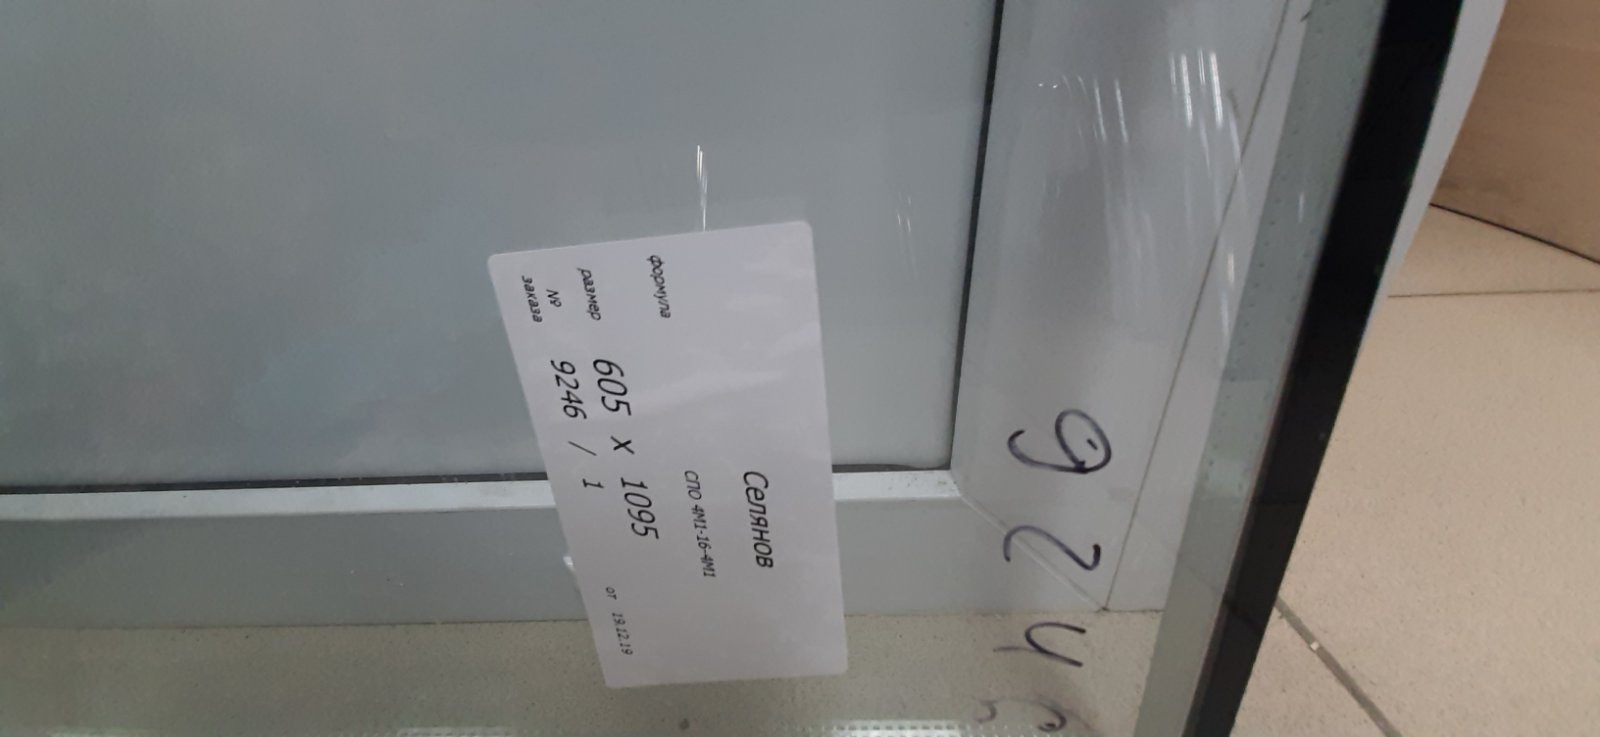 Селянов
формула СПО 4М1-16-4М1
размер 605 х 1095
№ заказа 9246 / 1 от 19.12.19
924